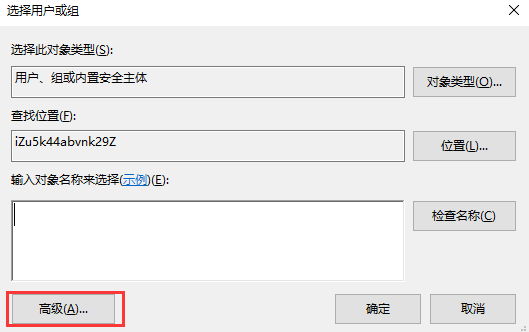 选择用户或组
选择此对象类型(S):
用户、组或内置安全主体
对象类型(O)...
查找位置(F):
iZu5k44abvnk29Z
位置(L)...
输入对象名称来选择(示例)(E):
检查名称(C)
高级(A)...
确定
取消